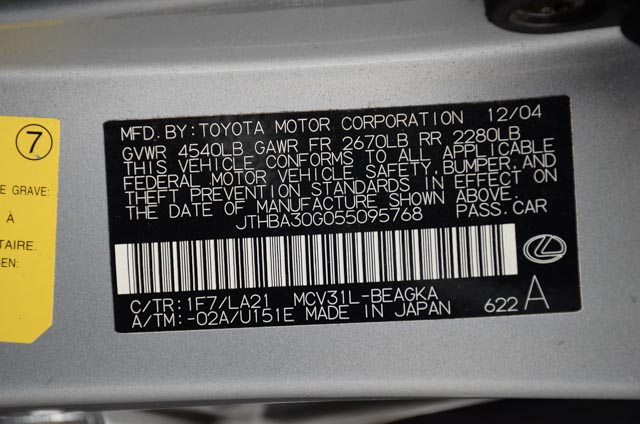 7
E GRAVE:
À
TAIRE.
GEN:
MFD. BY: TOYOTA MOTOR CORPORATION 12/04
GVWR 4540LB GAWR FR 2670LB RR 2280LB
THIS VEHICLE CONFORMS TO ALL APPLICABLE
FEDERAL MOTOR VEHICLE SAFETY, BUMPER, AND
THEFT PREVENTION STANDARDS IN EFFECT ON
THE DATE OF MANUFACTURE SHOWN ABOVE.
JTHBA30G055095768 PASS. CAR
C/TR: 1F7/LA21 MCV31L-BEAGKA
A/TM: -02A/U151E MADE IN JAPAN 622 A